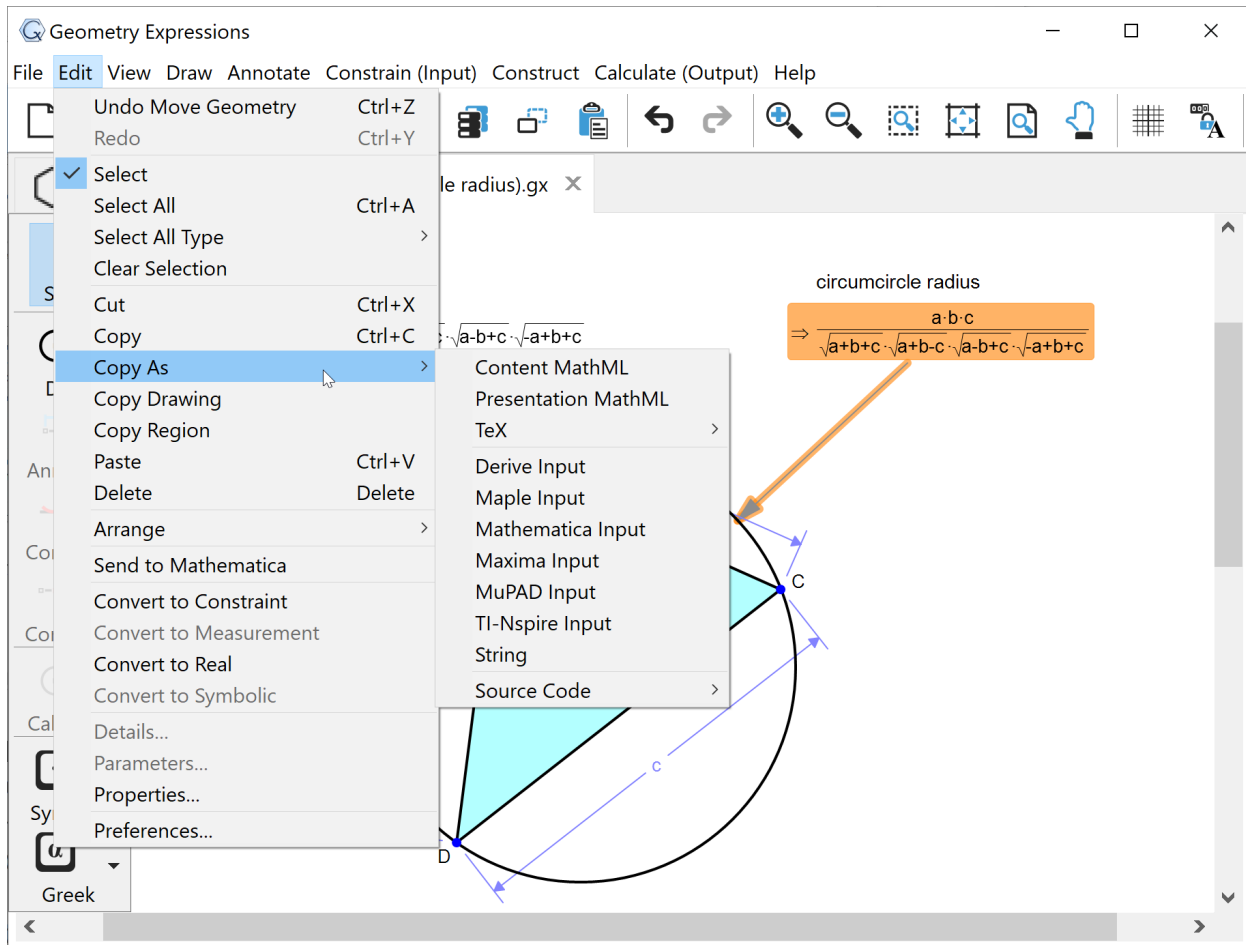 Geometry Expressions
File Edit View Draw Annotate Constrain (Input) Construct Calculate (Output) Help
Undo Move Geometry Ctrl+Z
Redo Ctrl+Y
Select
Select All Ctrl+A
Select All Type
Clear Selection
Cut Ctrl+X
Copy Ctrl+C
Copy As
Copy Drawing
Copy Region
Paste Ctrl+V
Delete Delete
Arrange
Send to Mathematica
Convert to Constraint
Convert to Measurement
Convert to Real
Convert to Symbolic
Details...
Parameters...
Properties...
Preferences...
Content MathML
Presentation MathML
TeX
Derive Input
Maple Input
Mathematica Input
Maxima Input
MuPAD Input
TI-Nspire Input
String
Source Code
radius).gx
circumcircle radius
⇒ a·b·c
√a+b+c·√a+b-c·√a-b+c·√-a+b+c
·√a-b+c·√-a+b+c
C
c
D
α
A
Greek